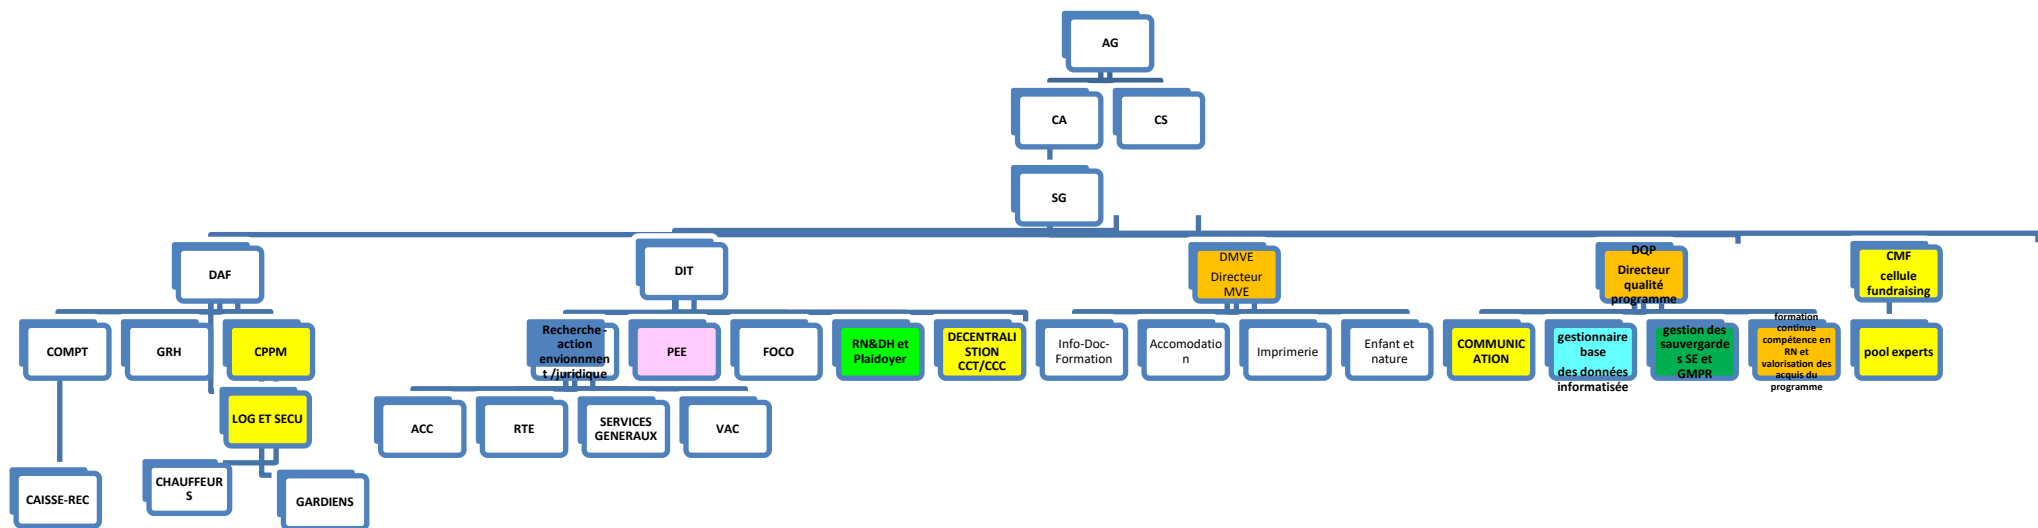 AG
CA
CS
SG
DAF
DIT
DMVE
Directeur
MVE
DQP
Directeur
qualité
programme
CMF
cellule
fundraising
COMPT
GRH
CPPM
Recherche-
action
envionnmen
t /juridique
PEE
FOCO
RN&DH et
Plaidoyer
DECENTRALI
STION
CCT/CCC
Info-Doc-
Formation
Accomodatio
n
Imprimerie
Enfant et
nature
COMMUNIC
ATION
gestionnaire
base
des données
informatisée
gestion des
sauvergarde
s SE et
GMPR
formation
continue
compétence en
RN et
valorisation des
acquis du
programme
pool experts
LOG ET SECU
ACC
RTE
SERVICES
GENERAUX
VAC
CAISSE-REC
CHAUFFEUR
S
GARDIENS